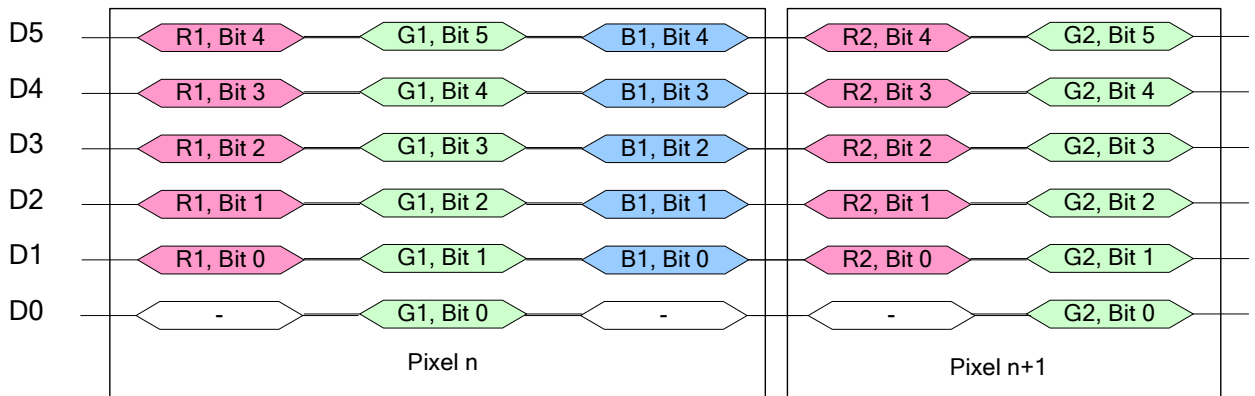 D5 R1, Bit 4 G1, Bit 5 B1, Bit 4 R2, Bit 4 G2, Bit 5
D4 R1, Bit 3 G1, Bit 4 B1, Bit 3 R2, Bit 3 G2, Bit 4
D3 R1, Bit 2 G1, Bit 3 B1, Bit 2 R2, Bit 2 G2, Bit 3
D2 R1, Bit 1 G1, Bit 2 B1, Bit 1 R2, Bit 1 G2, Bit 2
D1 R1, Bit 0 G1, Bit 1 B1, Bit 0 R2, Bit 0 G2, Bit 1
D0 - G1, Bit 0 - - G2, Bit 0
Pixel n Pixel n+1